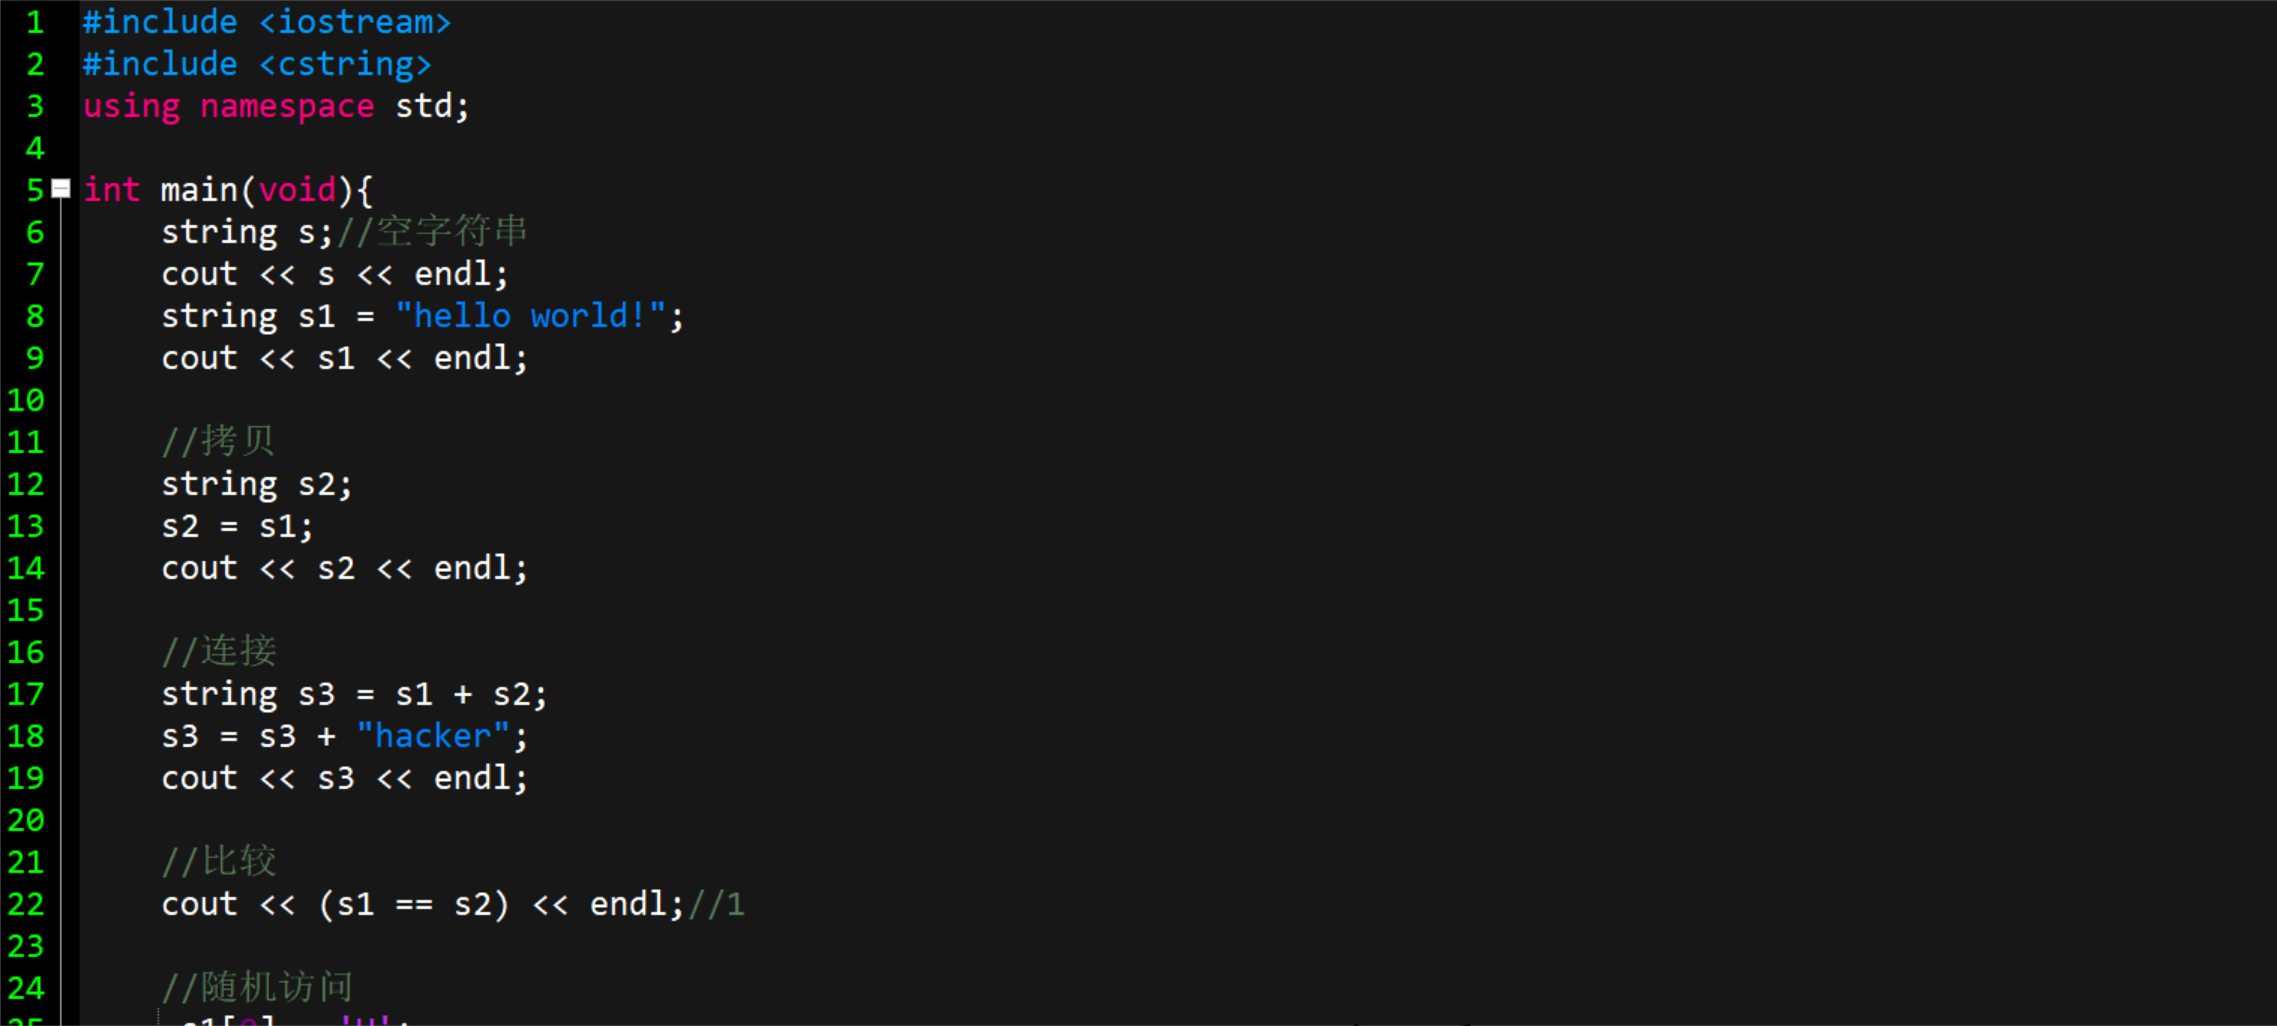 1 #include <iostream>
2 #include <cstring>
3 using namespace std;
4
5 int main(void){
6 string s;//空字符串
7 cout << s << endl;
8 string s1 = "hello world!";
9 cout << s1 << endl;
10
11 //拷贝
12 string s2;
13 s2 = s1;
14 cout << s2 << endl;
15
16 //连接
17 string s3 = s1 + s2;
18 s3 = s3 + "hacker";
19 cout << s3 << endl;
20
21 //比较
22 cout << (s1 == s2) << endl;//1
23
24 //随机访问